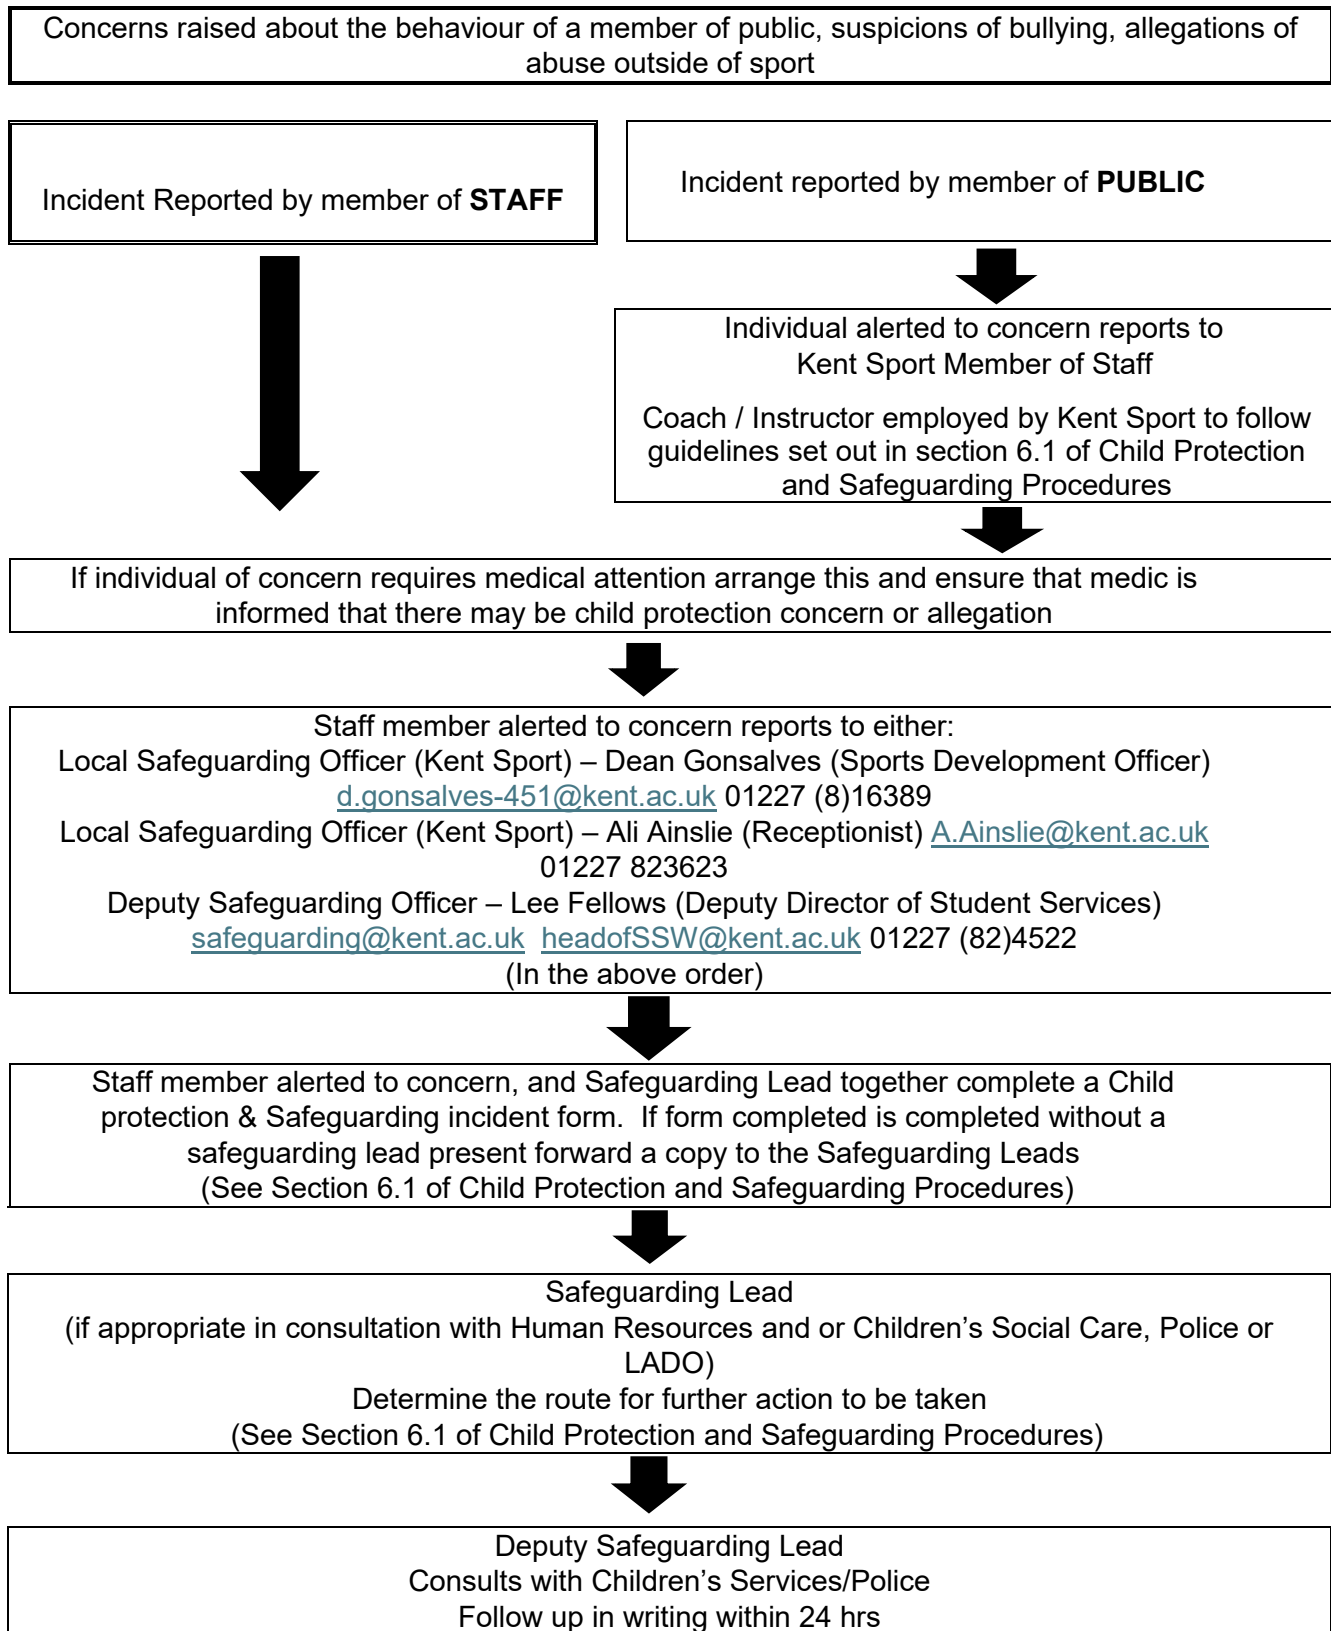 Concerns raised about the behaviour of a member of public, suspicions of bullying, allegations of
abuse outside of sport
Incident Reported by member of STAFF
Incident reported by member of PUBLIC
Individual alerted to concern reports to
Kent Sport Member of Staff
Coach / Instructor employed by Kent Sport to follow
guidelines set out in section 6.1 of Child Protection
and Safeguarding Procedures
If individual of concern requires medical attention arrange this and ensure that medic is
informed that there may be child protection concern or allegation
Staff member alerted to concern reports to either:
Local Safeguarding Officer (Kent Sport) – Dean Gonsalves (Sports Development Officer)
d.gonsalves-451@kent.ac.uk 01227 (8)16389
Local Safeguarding Officer (Kent Sport) – Ali Ainslie (Receptionist) A.Ainslie@kent.ac.uk
01227 823623
Deputy Safeguarding Officer – Lee Fellows (Deputy Director of Student Services)
safeguarding@kent.ac.uk headofSSW@kent.ac.uk 01227 (82)4522
(In the above order)
Staff member alerted to concern, and Safeguarding Lead together complete a Child
protection & Safeguarding incident form. If form completed is completed without a
safeguarding lead present forward a copy to the Safeguarding Leads
(See Section 6.1 of Child Protection and Safeguarding Procedures)
Safeguarding Lead
(if appropriate in consultation with Human Resources and or Children’s Social Care, Police or
LADO)
Determine the route for further action to be taken
(See Section 6.1 of Child Protection and Safeguarding Procedures)
Deputy Safeguarding Lead
Consults with Children’s Services/Police
Follow up in writing within 24 hrs